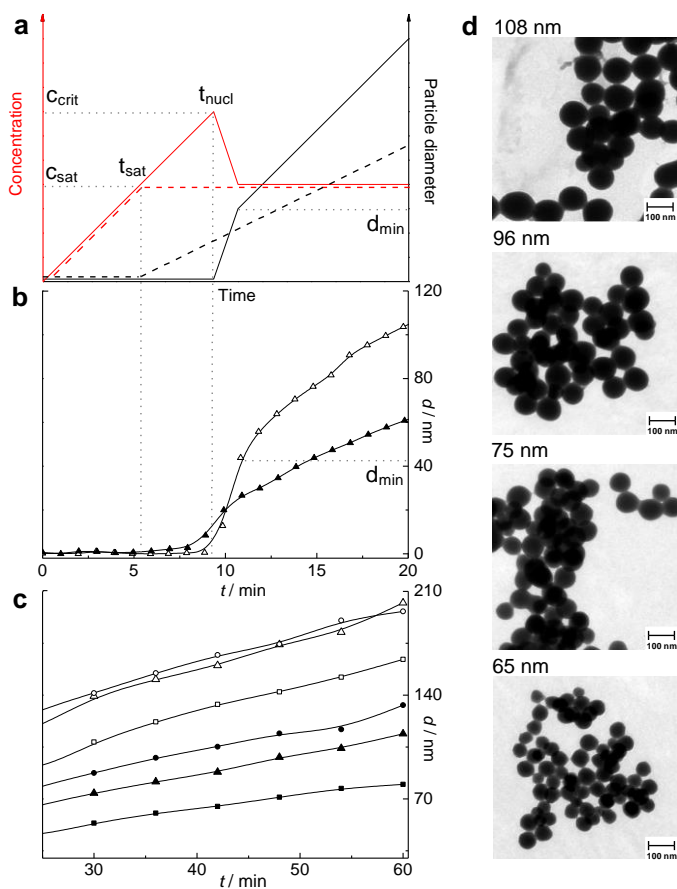 a
Concentration
c_crit
t_nucl
c_sat
t_sat
d_min
Particle diameter
Time
b
120
80
40
0
d / nm
d_min
0 5 10 15 20
t / min
c
210
140
70
d / nm
30 40 50 60
t / min
d
108 nm
100 nm
96 nm
100 nm
75 nm
100 nm
65 nm
100 nm